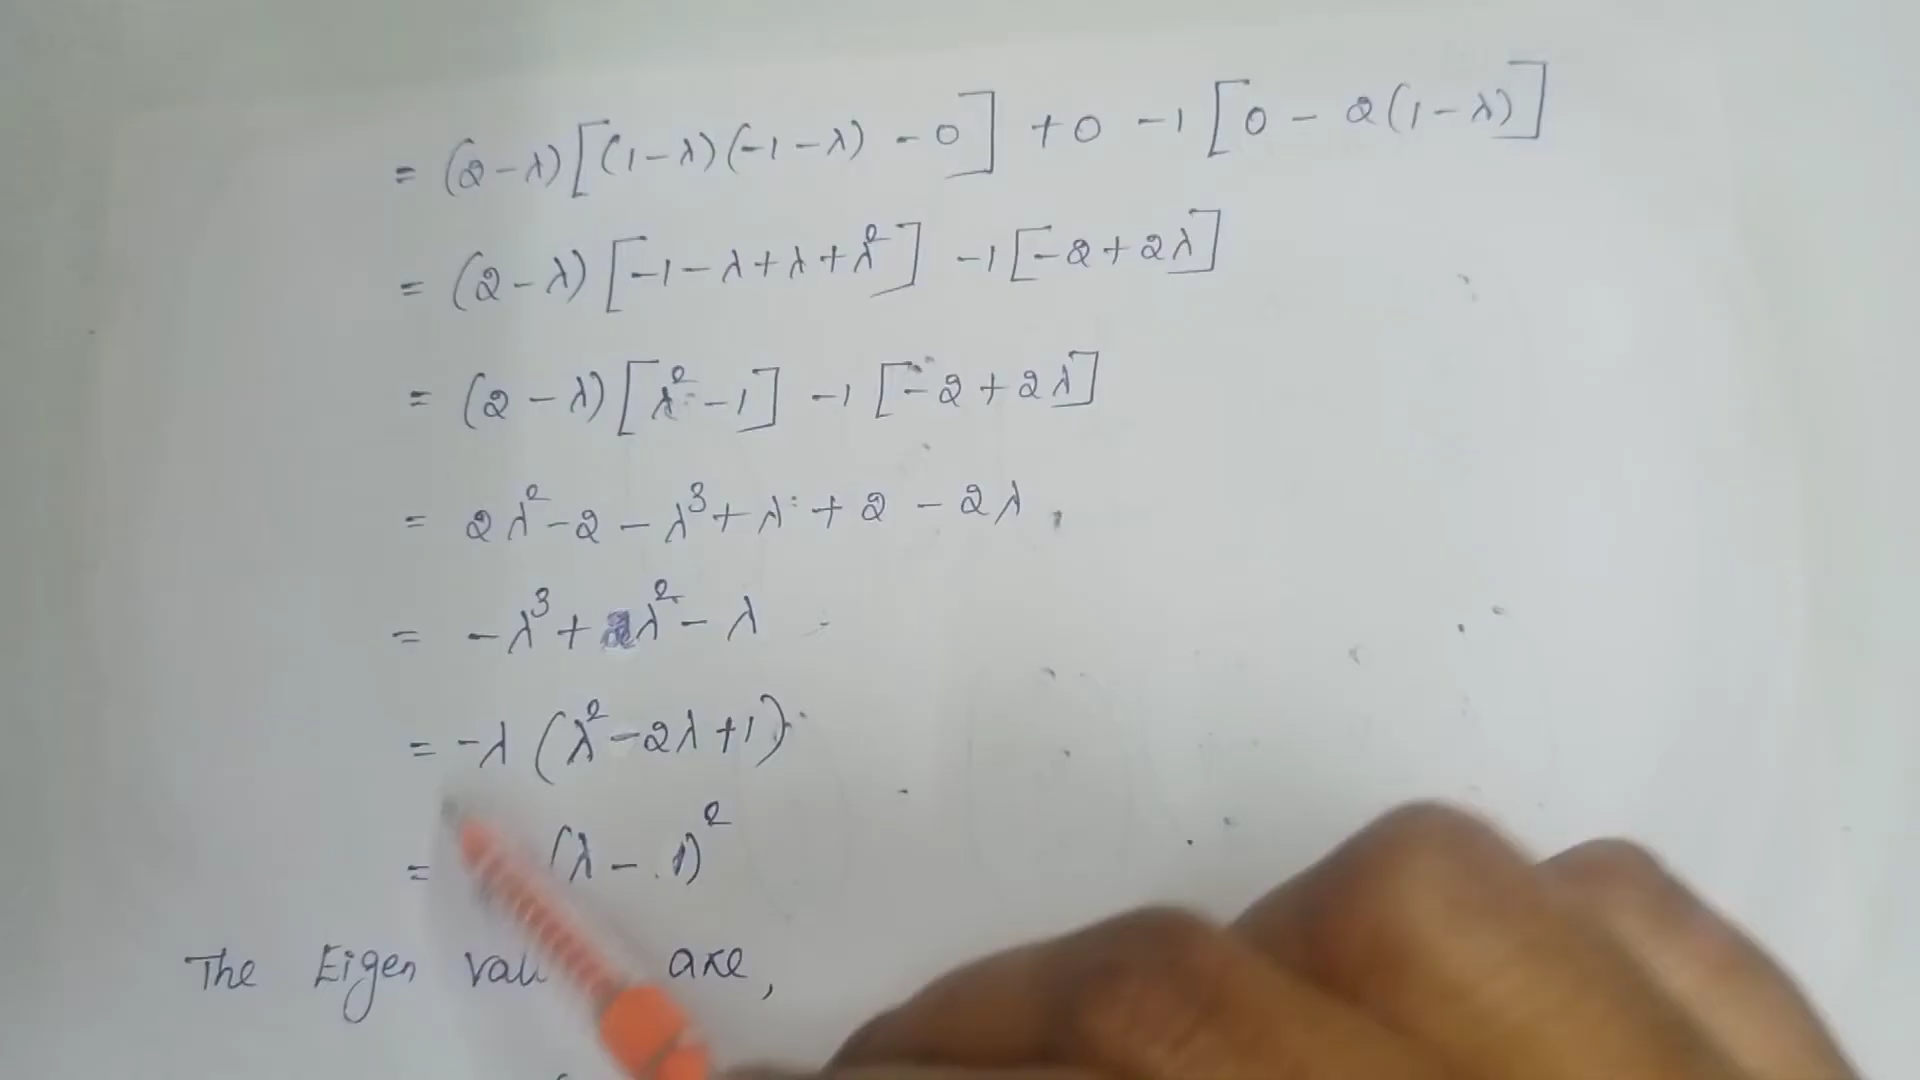 = (2-λ)[(1-λ)(-1-λ) - 0] + 0 -1[0 - 2(1-λ)]
= (2-λ)[-1-λ+λ+λ²] -1[-2+2λ]
= (2-λ)[λ²-1] -1[-2+2λ]
= 2λ²-2-λ³+λ+2-2λ
= -λ³+2λ²-λ
= -λ(λ²-2λ+1)
= (λ-1)²
The Eigen are,